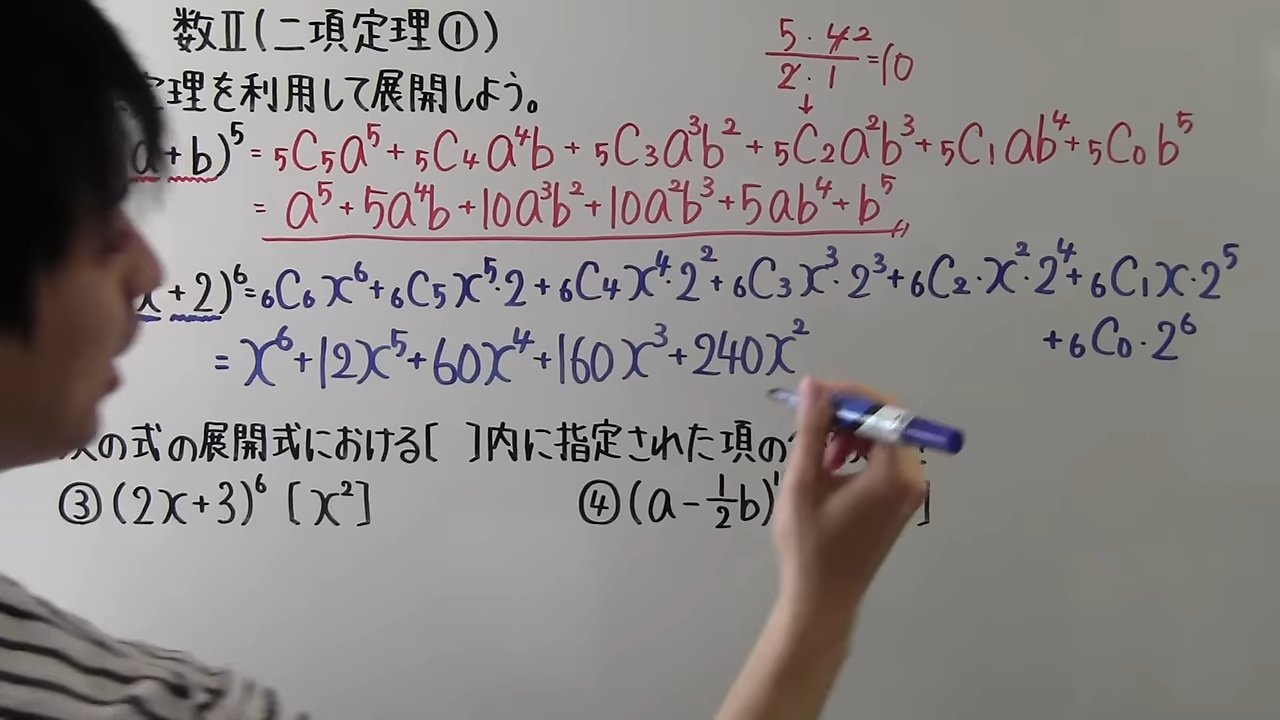 数Ⅱ(二項定理①)
5・4² / 2・1 = 10
↓
定理を利用して展開しよう。
a+b)⁵ = ₅C₅a⁵+₅C₄a⁴b+₅C₃a³b²+₅C₂a²b³+₅C₁ab⁴+₅C₀b⁵
= a⁵+5a⁴b+10a³b²+10a²b³+5ab⁴+b⁵
x+2)⁶=₆C₆x⁶+₆C₅x⁵・2+₆C₄x⁴・2²+₆C₃x³・2³+₆C₂・x²・2⁴+₆C₁x・2⁵
+₆C₀・2⁶
= x⁶+12x⁵+60x⁴+160x³+240x²
の式の展開式における[ ]内に指定された項の
③(2x+3)⁶ [x²]
④(a-1/2b) ]